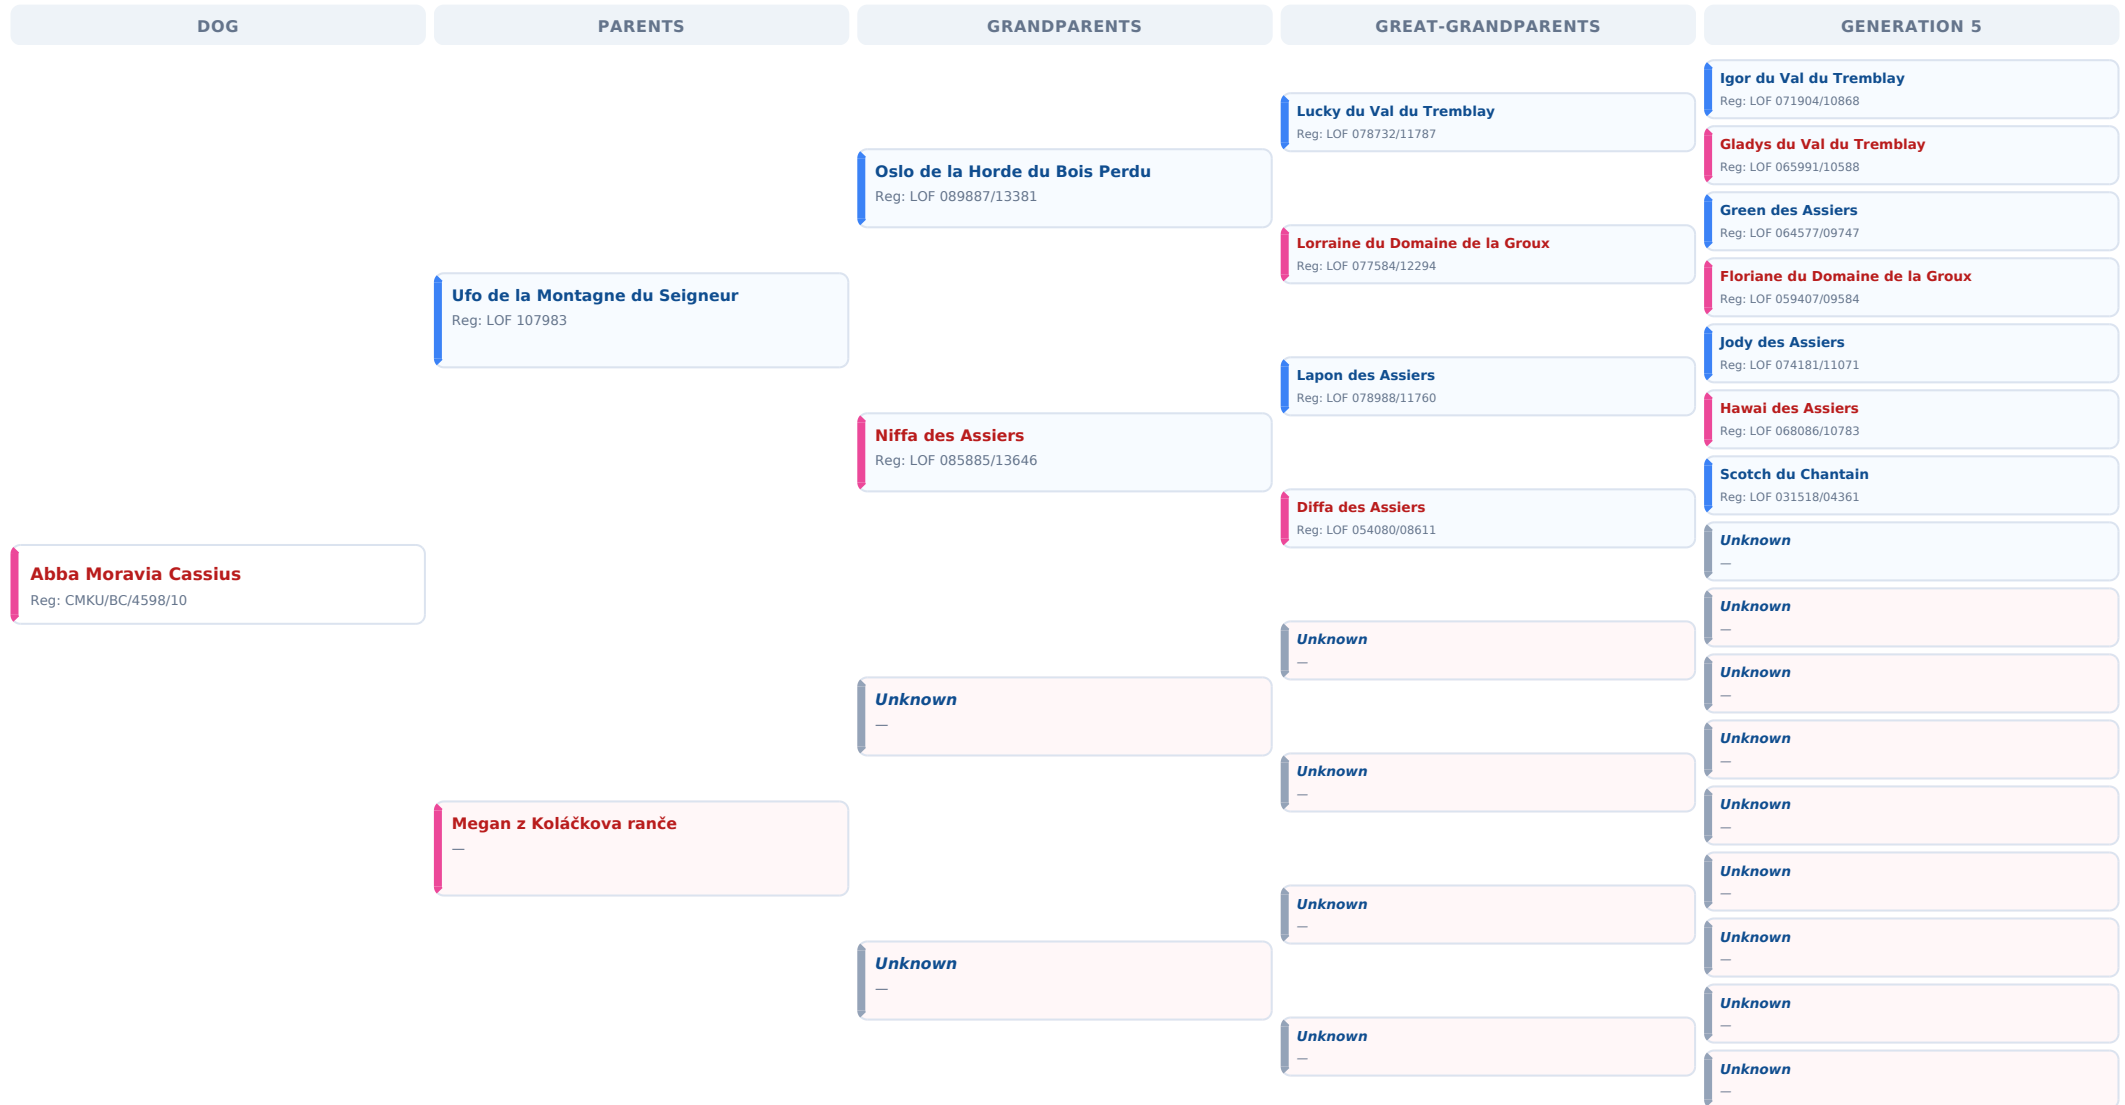 DOG
PARENTS
GRANDPARENTS
GREAT-GRANDPARENTS
GENERATION 5
Abba Moravia Cassius
Reg: CMKU/BC/4598/10
Ufo de la Montagne du Seigneur
Reg: LOF 107983
Megan z Koláčkova ranče
—
Oslo de la Horde du Bois Perdu
Reg: LOF 089887/13381
Niffa des Assiers
Reg: LOF 085885/13646
Unknown
—
Unknown
—
Lucky du Val du Tremblay
Reg: LOF 078732/11787
Lorraine du Domaine de la Groux
Reg: LOF 077584/12294
Lapon des Assiers
Reg: LOF 078988/11760
Diffa des Assiers
Reg: LOF 054080/08611
Unknown
—
Unknown
—
Unknown
—
Unknown
—
Igor du Val du Tremblay
Reg: LOF 071904/10868
Gladys du Val du Tremblay
Reg: LOF 065991/10588
Green des Assiers
Reg: LOF 064577/09747
Floriane du Domaine de la Groux
Reg: LOF 059407/09584
Jody des Assiers
Reg: LOF 074181/11071
Hawai des Assiers
Reg: LOF 068086/10783
Scotch du Chantain
Reg: LOF 031518/04361
Unknown
—
Unknown
—
Unknown
—
Unknown
—
Unknown
—
Unknown
—
Unknown
—
Unknown
—
Unknown
—